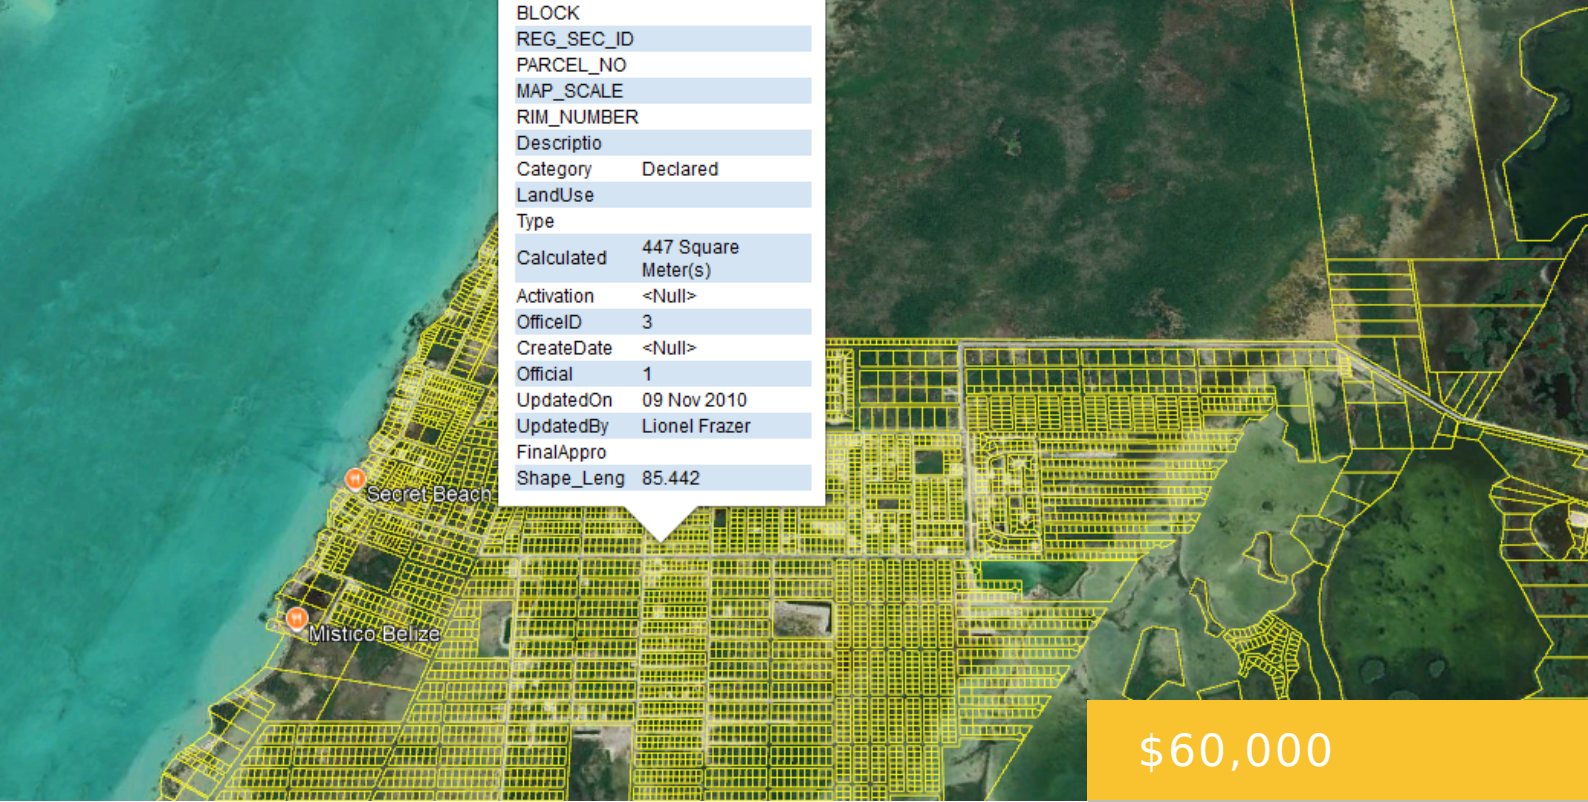 BLOCK
REG_SEC_ID
PARCEL_NO
MAP_SCALE
RIM_NUMBER
Descriptio
Category Declared
LandUse
Type
Calculated 447 Square
Meter(s)
Activation <Null>
OfficeID 3
CreateDate <Null>
Official 1
UpdatedOn 09 Nov 2010
UpdatedBy Lionel Frazer
FinalAppro
Shape_Leng 85.442
Secret Beach
Mistico Belize
$60,000